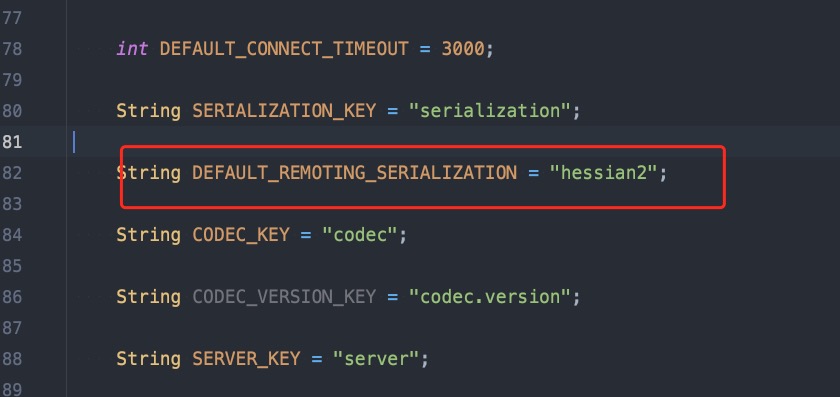 77
78 int DEFAULT_CONNECT_TIMEOUT = 3000;
79
80 String SERIALIZATION_KEY = "serialization";
81
82 String DEFAULT_REMOTING_SERIALIZATION = "hessian2";
83
84 String CODEC_KEY = "codec";
85
86 String CODEC_VERSION_KEY = "codec.version";
87
88 String SERVER_KEY = "server";
89